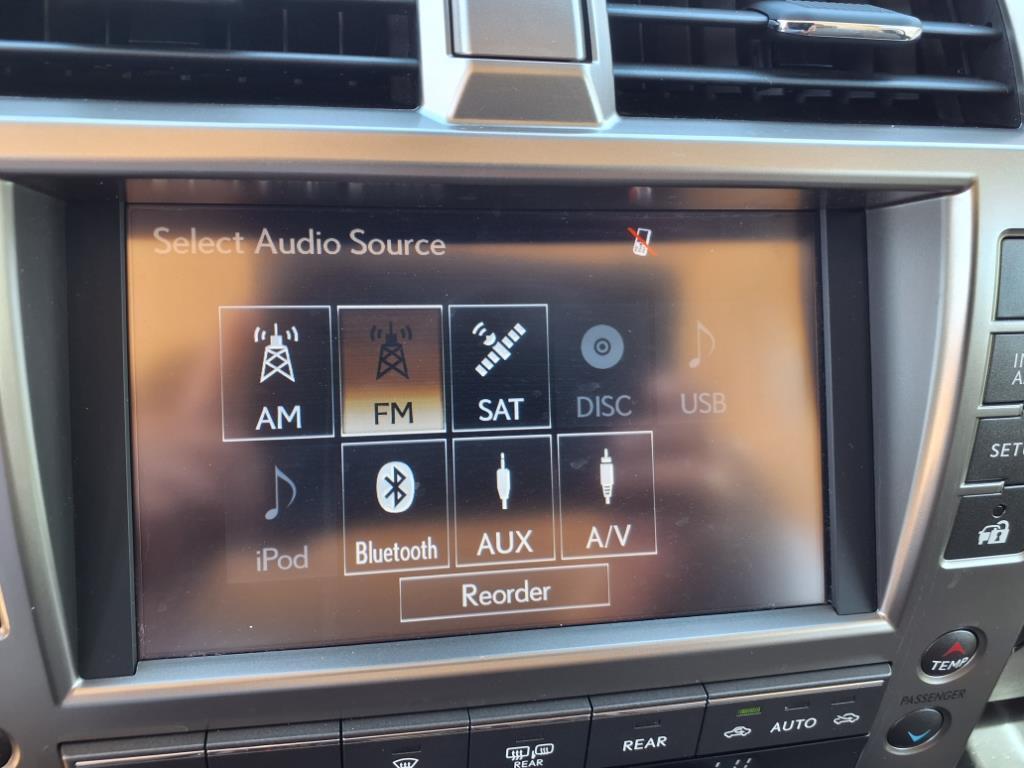 Select Audio Source
AM
FM
SAT
DISC
USB
iPod
Bluetooth
AUX
A/V
Reorder
TEMP
PASSENGER
REAR
REAR
AUTO